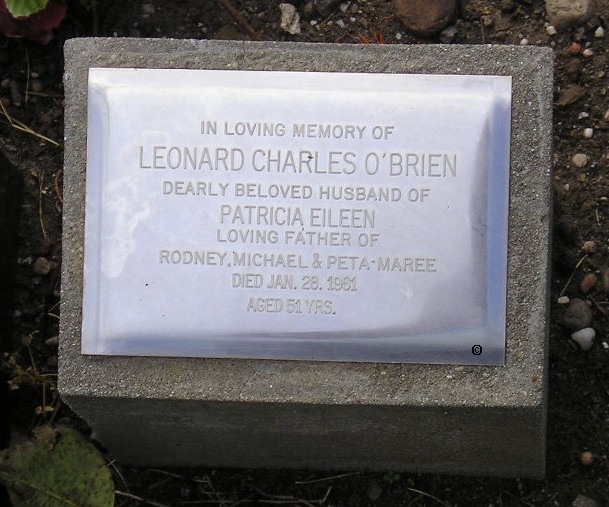 IN LOVING MEMORY OF
LEONARD CHARLES O'BRIEN
DEARLY BELOVED HUSBAND OF
PATRICIA EILEEN
LOVING FATHER OF
RODNEY, MICHAEL & PETA-MAREE
DIED JAN. 28. 1981
AGED 51 YRS.